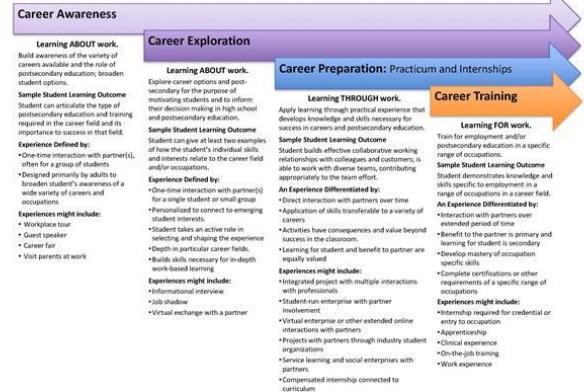 Career Awareness
Learning ABOUT work.
Build awareness of the variety of
careers available and the role of
postsecondary education; broaden
student options.
Sample Student Learning Outcome
Student can articulate the type of
postsecondary education and training
required in the career field and its
importance to success in that field.
Experience Defined by:
•One-time interaction with partner(s),
often for a group of students
•Designed primarily by adults to
broaden student's awareness of a
wide variety of careers and
occupations
Experiences might include:
• Workplace tour
• Guest speaker
• Career fair
• Visit parents at work
Career Exploration
Learning ABOUT work.
Explore career options and post-
secondary for the purpose of
motivating students and to inform
their decision making in high school
and postsecondary education.
Sample Student Learning Outcome
Student can give at least two examples
of how the student's individual skills
and interests relate to the career field
and/or occupations.
Experience Defined by:
•One-time interaction with partner(s)
for a single student or small group
•Personalized to connect to emerging
student interests.
•Student takes an active role in
selecting and shaping the experience
•Depth in particular career fields.
•Builds skills necessary for in-depth
work-based learning
Experiences might include:
•Informational interview
•Job shadow
•Virtual exchange with a partner
Career Preparation: Practicum and Internships
Learning THROUGH work.
Apply learning through practical experience that
develops knowledge and skills necessary for
success in careers and postsecondary education.
Sample Student Learning Outcome
Student builds effective collaborative working
relationships with colleagues and customers; is
able to work with diverse teams, contributing
appropriately to the team effort.
An Experience Differentiated by:
•Direct interaction with partners over time
•Application of skills transferable to a variety of
careers
•Activities have consequences and value beyond
success in the classroom.
•Learning for student and benefit to partner are
equally valued
Experiences might include:
•Integrated project with multiple interactions
with professionals
•Student-run enterprise with partner
involvement
•Virtual enterprise or other extended online
interactions with partners
•Projects with partners through industry student
organizations
•Service learning and social enterprises with
partners
•Compensated internship connected to
curriculum
Career Training
Learning FOR work.
Train for employment and/or
postsecondary education in a specific
range of occupations.
Sample Student Learning Outcome
Student demonstrates knowledge and
skills specific to employment in a
range of occupations in a career field.
An Experience Differentiated by:
•Interaction with partners over
extended period of time
•Benefit to the partner is primary and
learning for student is secondary
•Develop mastery of occupation
specific skills
•Complete certifications or other
requirements of a specific range of
occupations
Experiences might include:
•Internship required for credential or
entry to occupation
•Apprenticeship
•Clinical experience
•On-the-job training
•Work experience